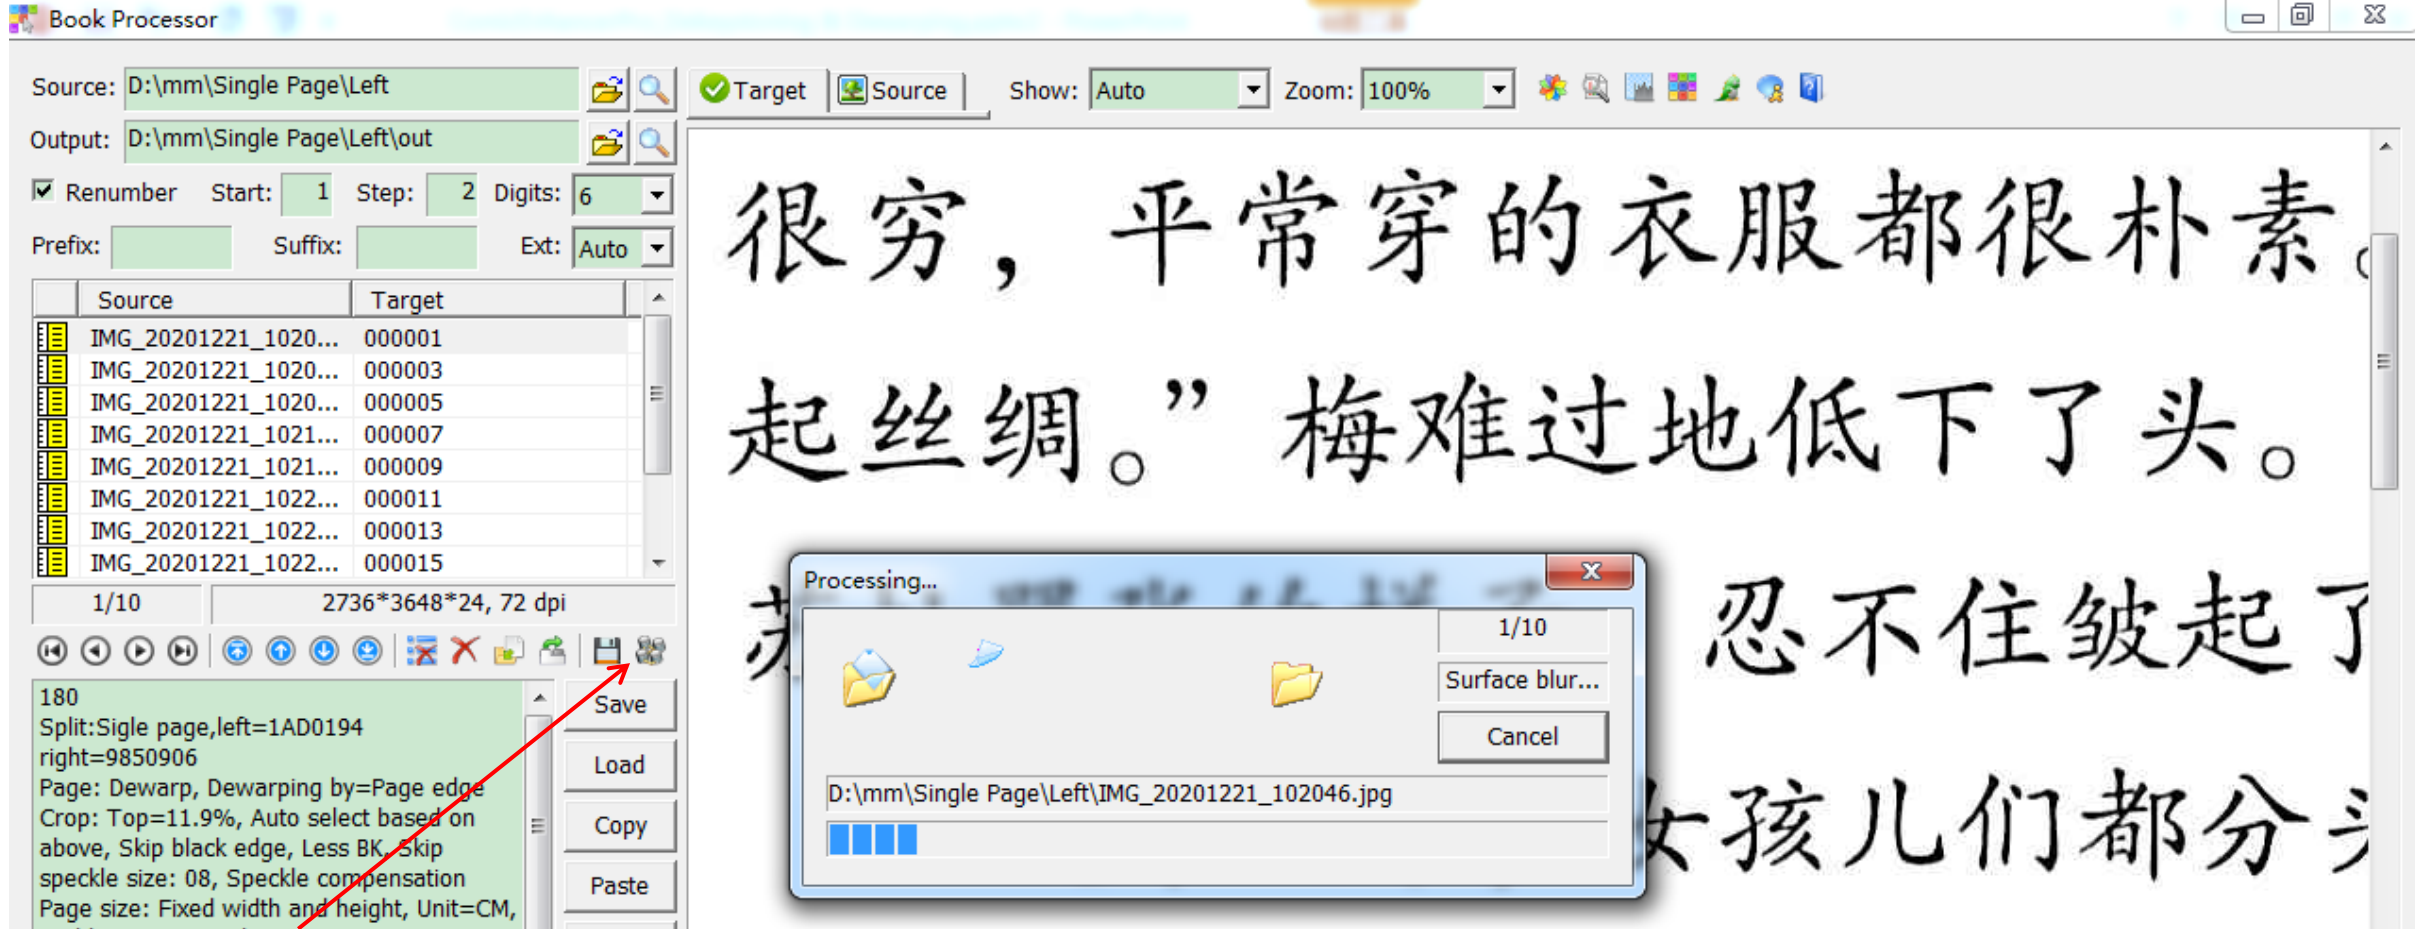 Book Processor
Source: D:\mm\Single Page\Left
Output: D:\mm\Single Page\Left\out
Renumber Start: 1 Step: 2 Digits: 6
Prefix: Suffix: Ext: Auto
Source Target
IMG_20201221_1020... 000001
IMG_20201221_1020... 000003
IMG_20201221_1020... 000005
IMG_20201221_1021... 000007
IMG_20201221_1021... 000009
IMG_20201221_1022... 000011
IMG_20201221_1022... 000013
IMG_20201221_1022... 000015
1/10 2736*3648*24, 72 dpi
180
Split:Sigle page,left=1AD0194
right=9850906
Page: Dewarp, Dewarping by=Page edge
Crop: Top=11.9%, Auto select based on
above, Skip black edge, Less BK, Skip
speckle size: 08, Speckle compensation
Page size: Fixed width and height, Unit=CM,
Save
Load
Copy
Paste
Target Source Show: Auto Zoom: 100%
很穷，平常穿的衣服都很朴素。
起丝绸。”梅难过地低下了头。
忍不住皱起了
孩儿们都分
Processing...
1/10
Surface blur...
Cancel
D:\mm\Single Page\Left\IMG_20201221_102046.jpg